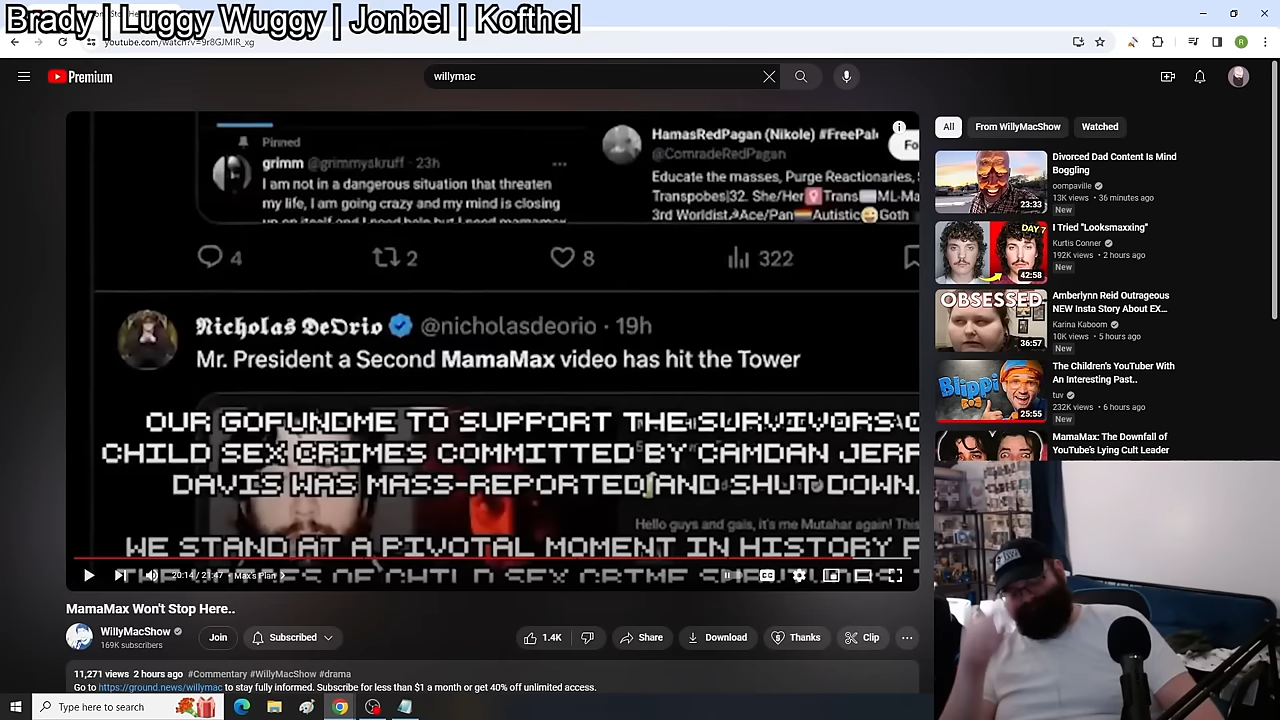 Brady | Luggy Wuggy | Jonbel | Kofthel
youtube.com/watch?v=9r8GJMIR_xg
Premium
willymac
Pinned
grimm @grimmyskruff · 23h
I am not in a dangerous situation that threaten
my life, I am going crazy and my mind is closing
up on itself and I need help but I need mamamax
HamasRedPagan (Nikole) #FreePal
@ComradeRedPagan
Fo
Educate the masses, Purge Reactionaries,
Transpobes|32. She/Her Trans ML-Ma
3rd Worldist Ace/Pan Autistic Goth
4
2
8
322
Nicholas DeOrio @nicholasdeorio · 19h
Mr. President a Second MamaMax video has hit the Tower
OUR GOFUNDME TO SUPPORT THE SURVIVORS
CHILD SEX CRIMES COMMITTED BY CAMDAN JERR
DAVIS WAS MASS-REPORTED AND SHUT DOWN.
Hello guys and gals, it's me Mutahar again! This
WE STAND AT A PIVOTAL MOMENT IN HISTORY F
OF CHILD SEX CRIME
20:14 / 21:47 • Max's Plan >
MamaMax Won't Stop Here..
WillyMacShow
169K subscribers
Join
Subscribed
1.4K
Share
Download
Thanks
Clip
11,271 views 2 hours ago #Commentary #WillyMacShow #drama
Go to https://ground.news/willymac to stay fully informed. Subscribe for less than $1 a month or get 40% off unlimited access.
All
From WillyMacShow
Watched
Divorced Dad Content Is Mind
Boggling
oompaville
13K views • 36 minutes ago
New
23:33
I Tried "Looksmaxxing"
Kurtis Conner
192K views • 2 hours ago
New
DAY 7
42:58
Amberlynn Reid Outrageous
NEW Insta Story About EX...
Karina Kaboom
10K views • 5 hours ago
New
OBSESSED
36:57
The Children's YouTuber With
An Interesting Past..
tuv
232K views • 6 hours ago
New
Blippi
25:55
MamaMax: The Downfall of
YouTube's Lying Cult Leader
Type here to search